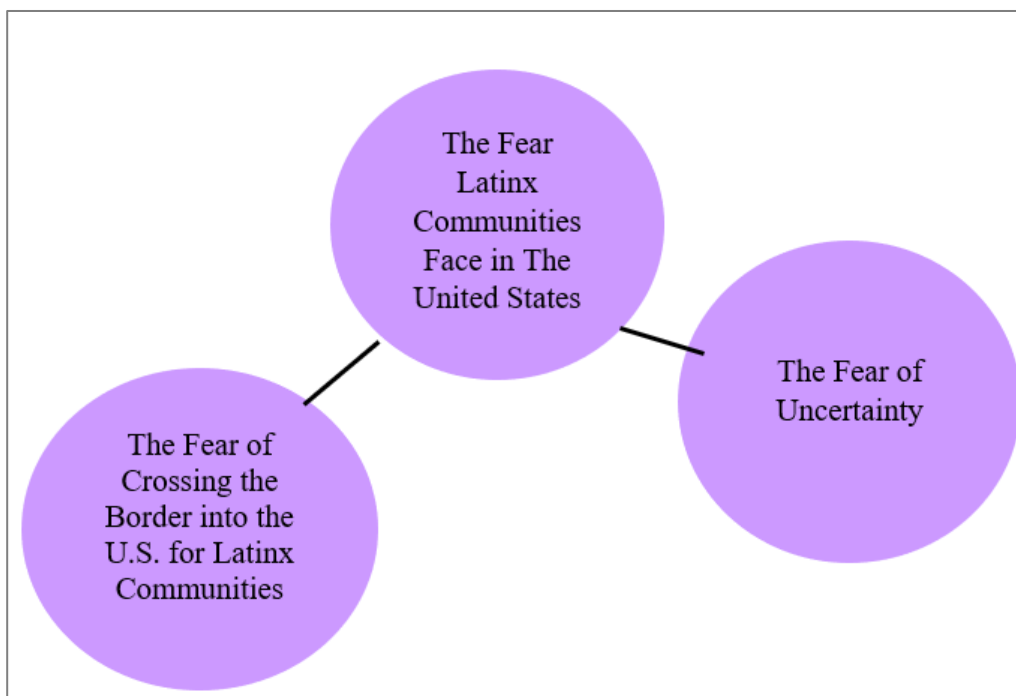 The Fear
Latinx
Communities
Face in The
United States
The Fear of
Uncertainty
The Fear of
Crossing the
Border into the
U.S. for Latinx
Communities